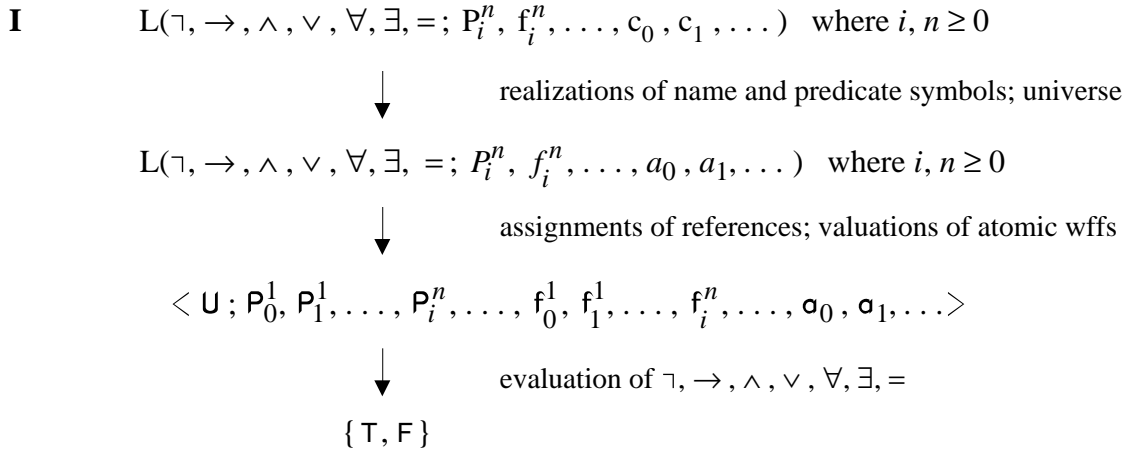 I L(¬, →, ∧, ∨, ∀, ∃, =; P_i^n, f_i^n, . . . , c_0, c_1, . . . ) where i, n ≥ 0
realizations of name and predicate symbols; universe
L(¬, →, ∧, ∨, ∀, ∃, =; P_i^n, f_i^n, . . . , a_0, a_1, . . . ) where i, n ≥ 0
assignments of references; valuations of atomic wffs
< U ; P_0^1, P_1^1, . . . , P_i^n, . . . , f_0^1, f_1^1, . . . , f_i^n, . . . , a_0, a_1, . . . >
evaluation of ¬, →, ∧, ∨, ∀, ∃, =
{ T, F }